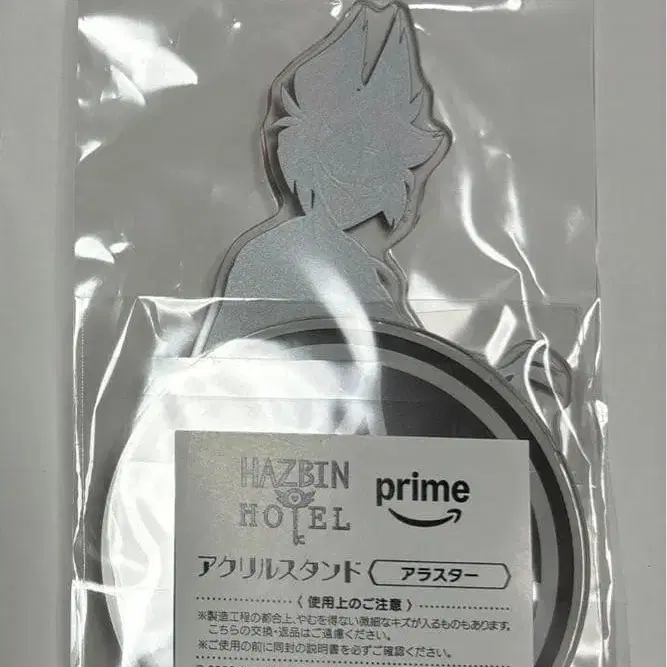 HAZBIN
HOTEL
prime
アクリルスタンド アラスター
〈 使用上のご注意 〉
※製造工程の都合上、やむを得ない微細なキズが入るものもあります。
こちらの交換・返品はご遠慮ください。
※ご使用の前に同封の説明書を必ずご確認ください。